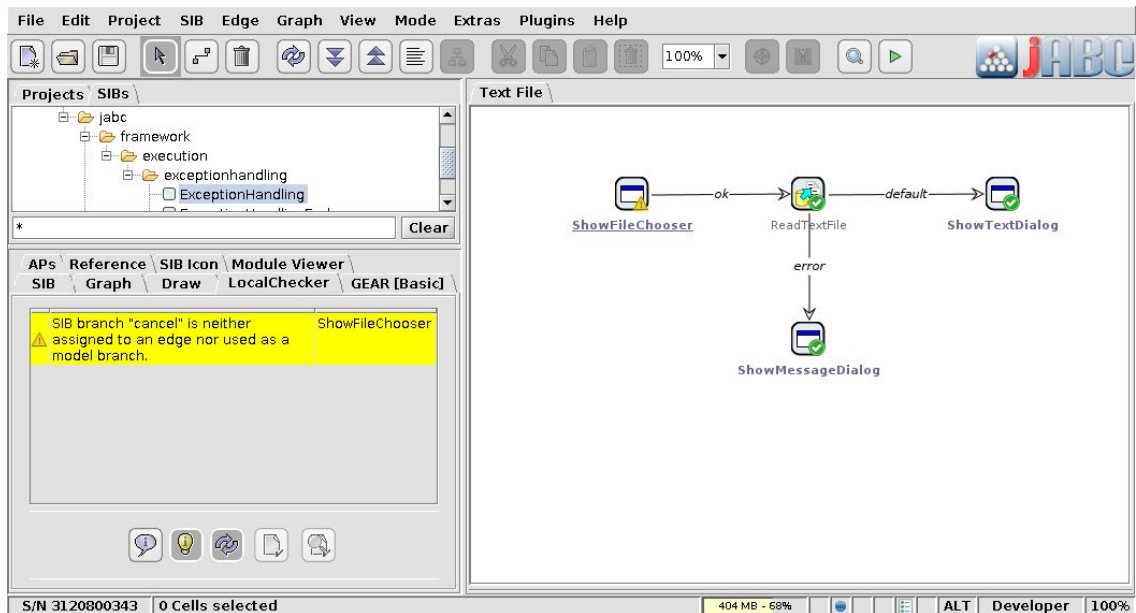 File Edit Project SIB Edge Graph View Mode Extras Plugins Help
100%
jABC
Projects SIBs
jabc
framework
execution
exceptionhandling
ExceptionHandling
*
Clear
APs Reference SIB Icon Module Viewer
SIB Graph Draw LocalChecker GEAR [Basic]
SIB branch "cancel" is neither ShowFileChooser
assigned to an edge nor used as a
model branch.
Text File
ok default
ShowFileChooser ReadTextFile ShowTextDialog
error
ShowMessageDialog
S/N 3120800343 0 Cells selected 404 MB - 68% ALT Developer 100%